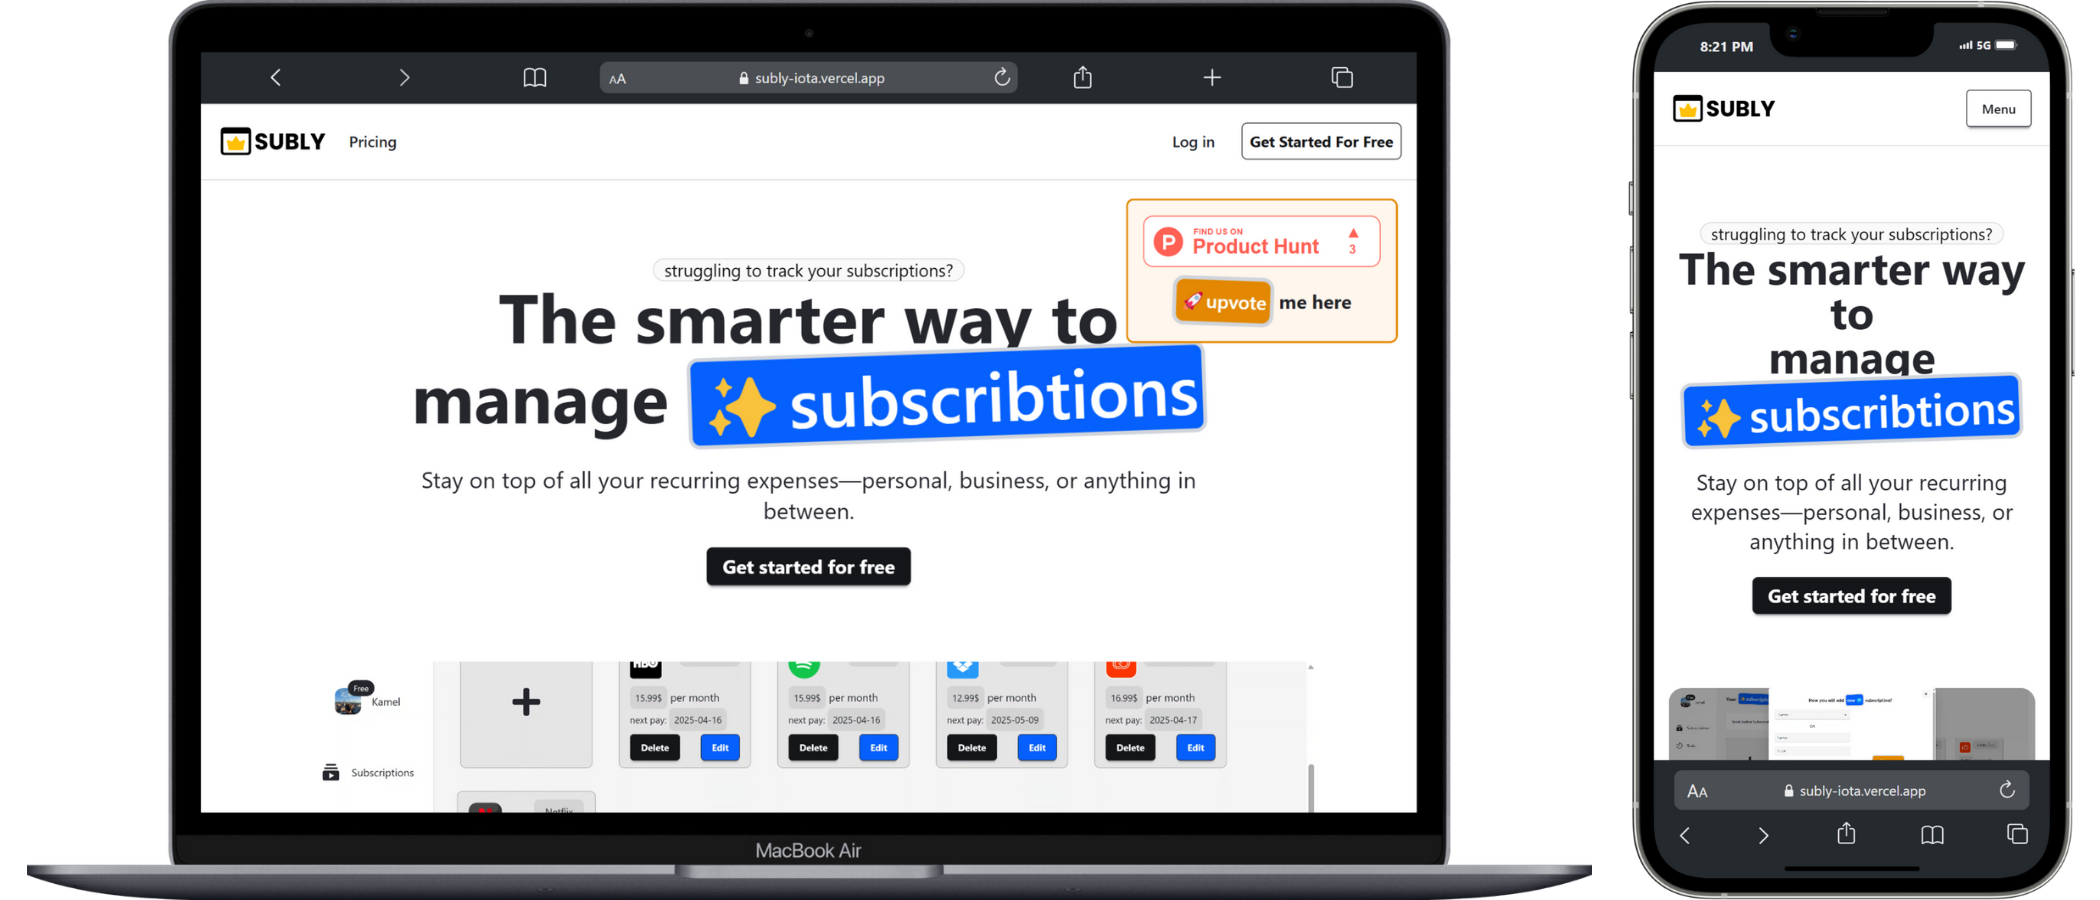 AA
subly-iota.vercel.app
SUBLY
Pricing
Log in
Get Started For Free
FIND US ON
Product Hunt
3
🚀 upvote me here
struggling to track your subscriptions?
The smarter way to
manage ✨ subscribtions
Stay on top of all your recurring expenses—personal, business, or anything in
between.
Get started for free
Free
Kamel
Subscriptions
HBO
15.99$ per month
next pay: 2025-04-16
Delete
Edit
15.99$ per month
next pay: 2025-04-16
Delete
Edit
12.99$ per month
next pay: 2025-05-09
Delete
Edit
16.99$ per month
next pay: 2025-04-17
Delete
Edit
Netflix
MacBook Air
8:21 PM
5G
SUBLY
Menu
struggling to track your subscriptions?
The smarter way
to
manage
✨ subscribtions
Stay on top of all your recurring
expenses—personal, business, or
anything in between.
Get started for free
AA
subly-iota.vercel.app